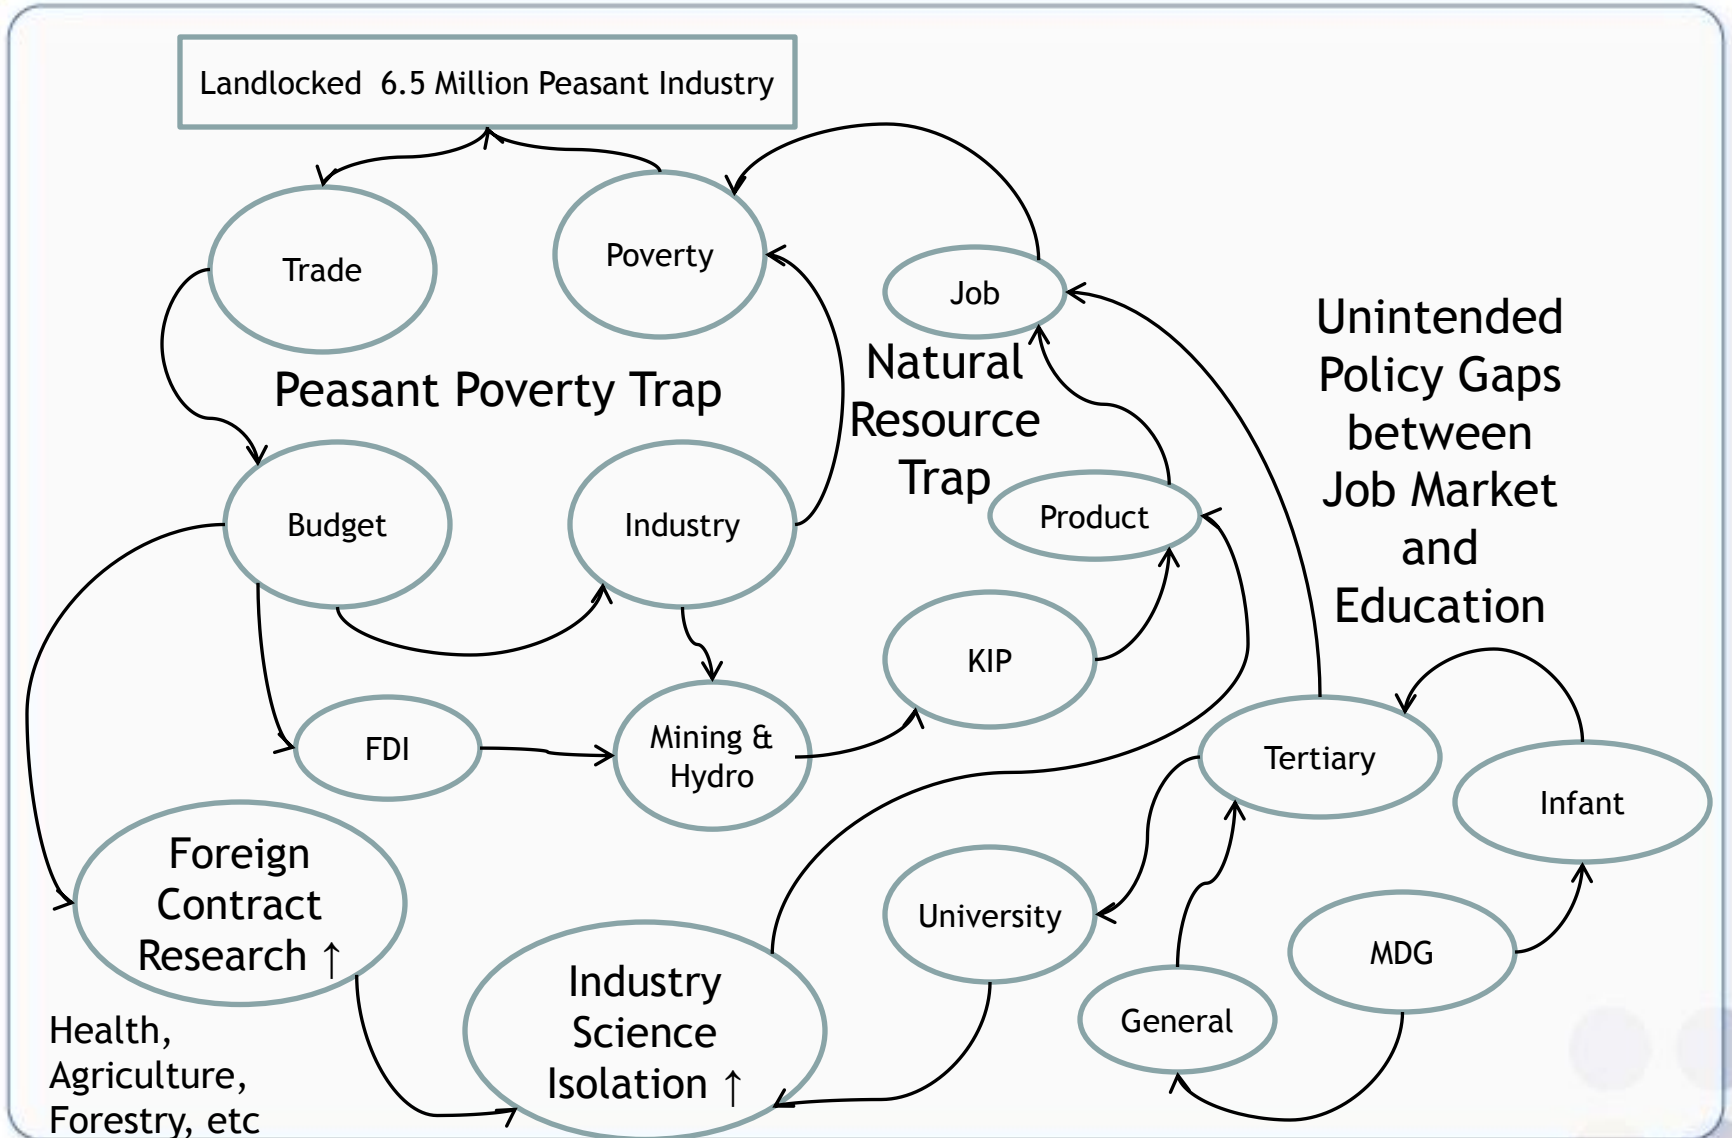 Landlocked 6.5 Million Peasant Industry
Trade
Poverty
Job
Peasant Poverty Trap
Natural
Resource
Trap
Unintended
Policy Gaps
between
Job Market
and
Education
Budget
Industry
Product
KIP
FDI
Mining &
Hydro
Tertiary
Infant
Foreign
Contract
Research ↑
University
MDG
General
Industry
Science
Isolation ↑
Health,
Agriculture,
Forestry, etc